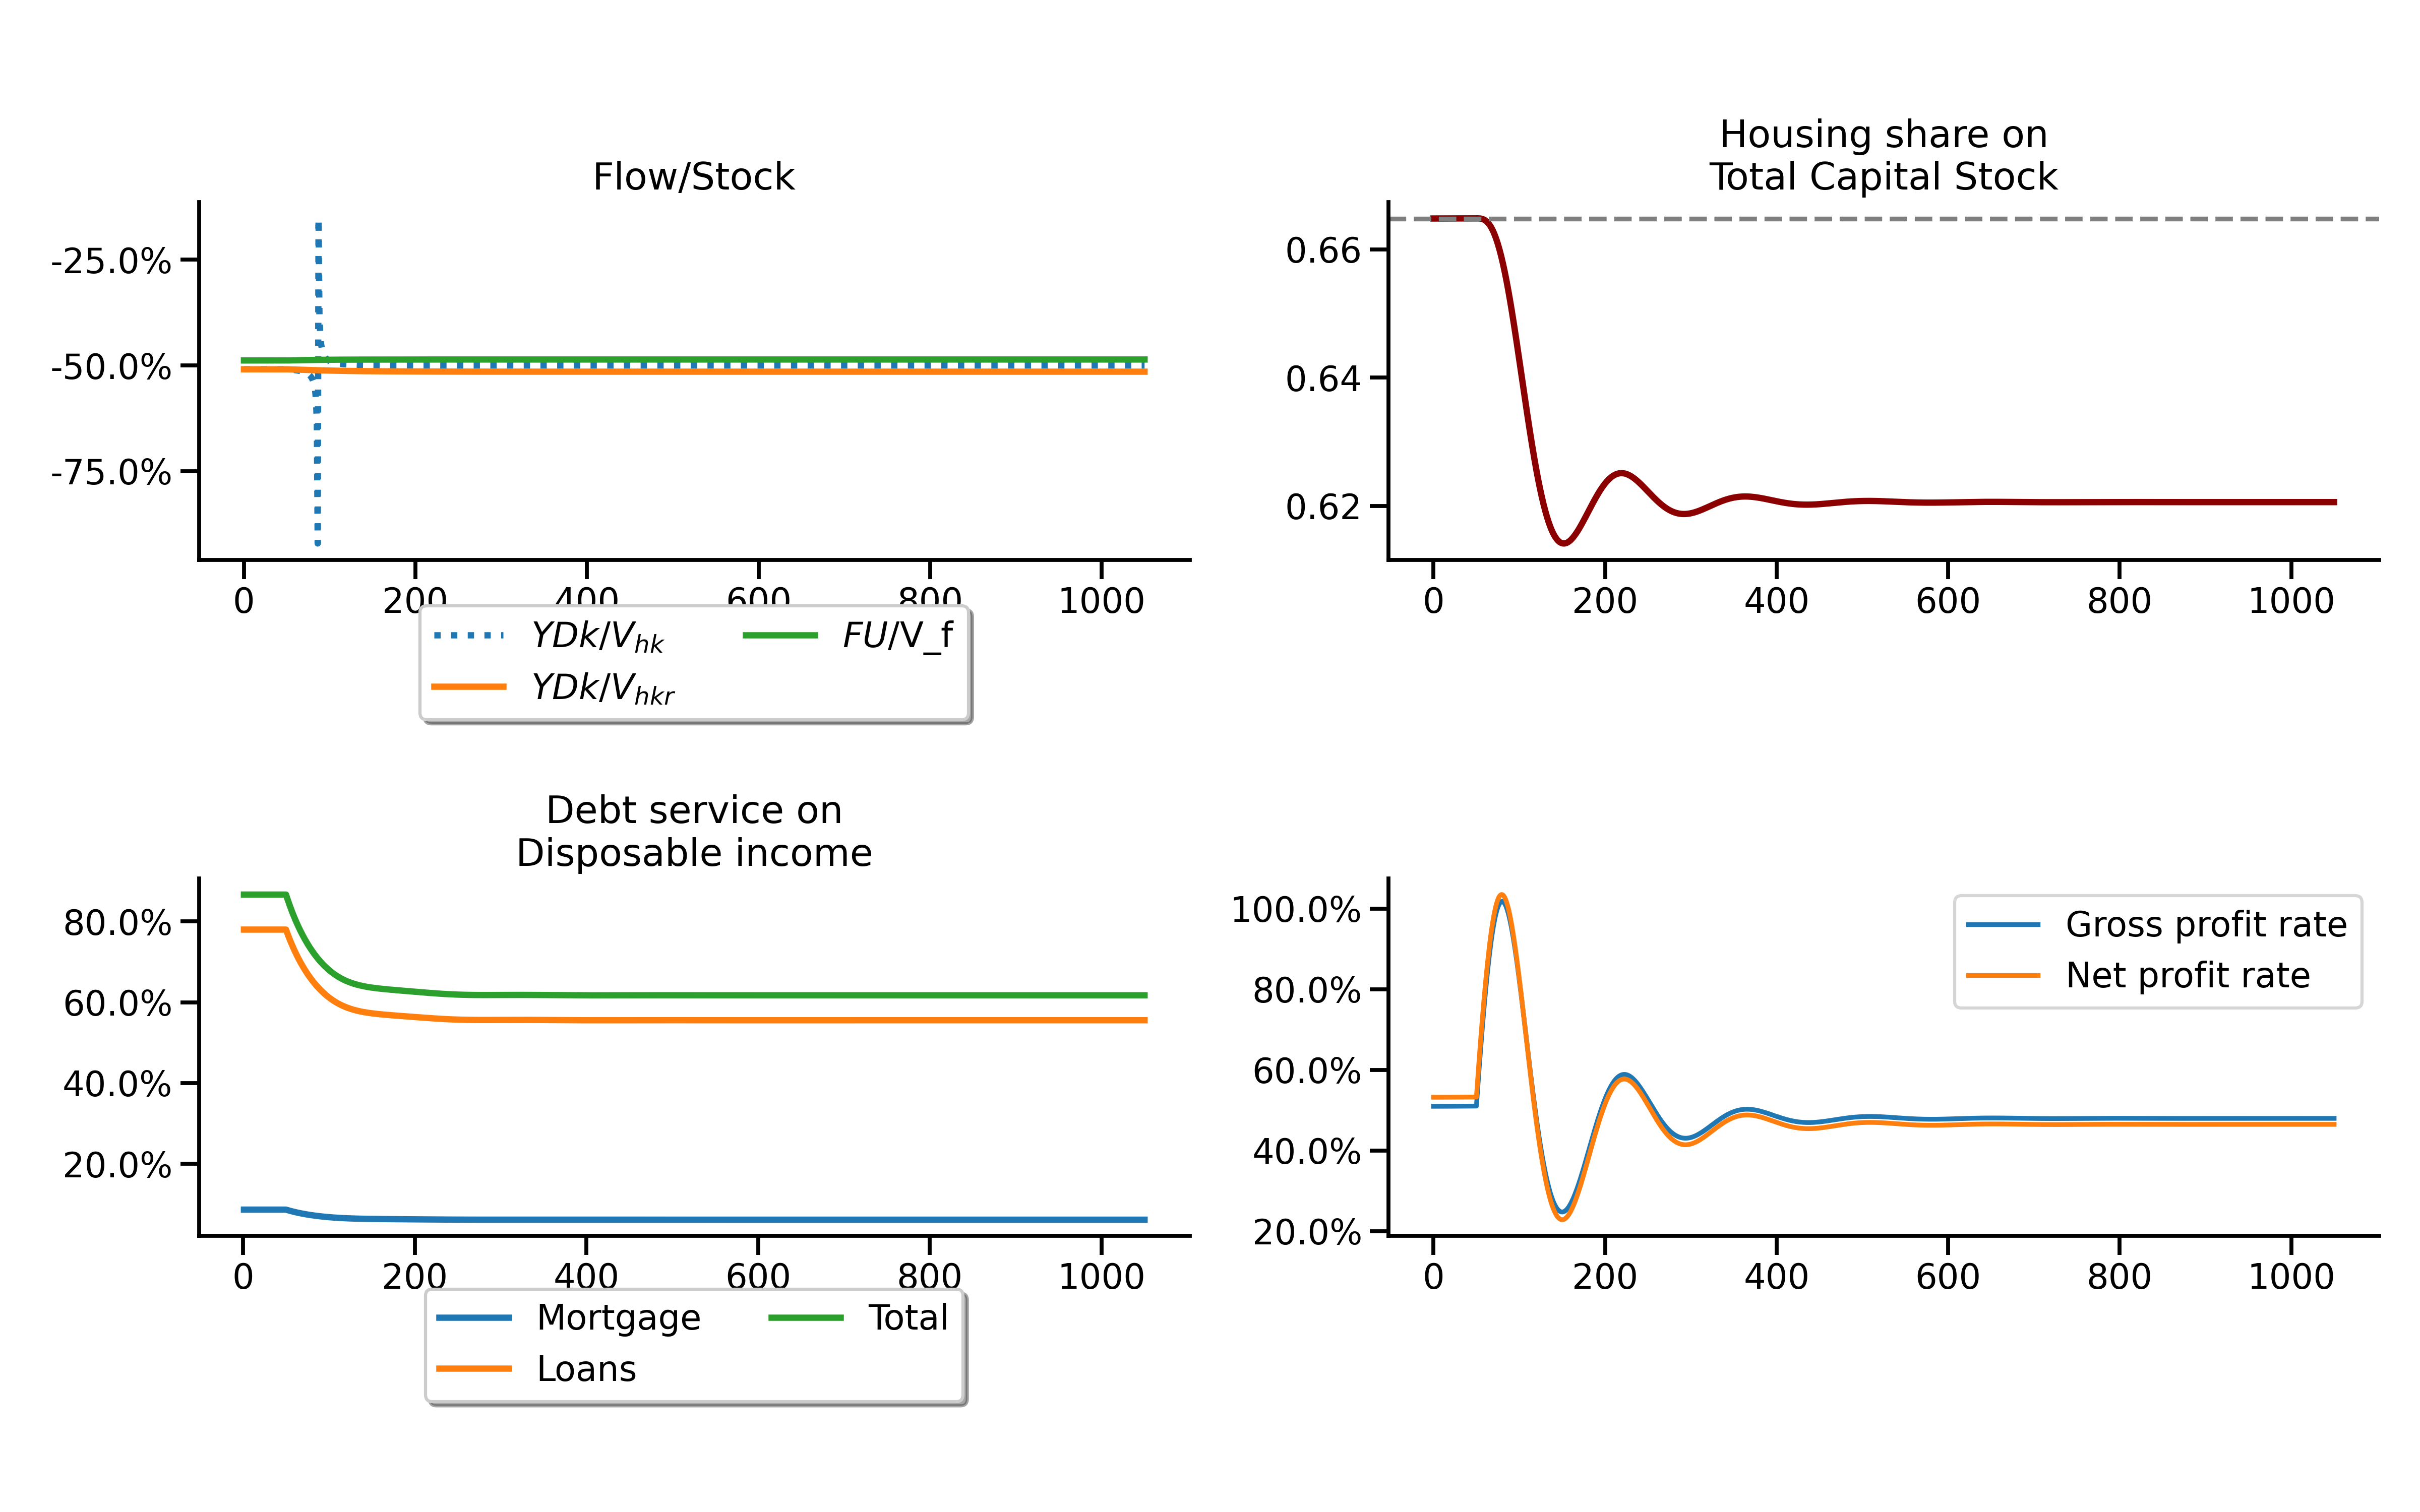 Flow/Stock
-25.0%
-50.0%
-75.0%
0 200 400 600 800 1000
YDk/V_{hk} FU/V_f
YDk/V_{hkr}
Housing share on
Total Capital Stock
0.66
0.64
0.62
0 200 400 600 800 1000
Debt service on
Disposable income
80.0%
60.0%
40.0%
20.0%
0 200 400 600 800 1000
Mortgage Total
Loans
100.0%
80.0%
60.0%
40.0%
20.0%
0 200 400 600 800 1000
Gross profit rate
Net profit rate